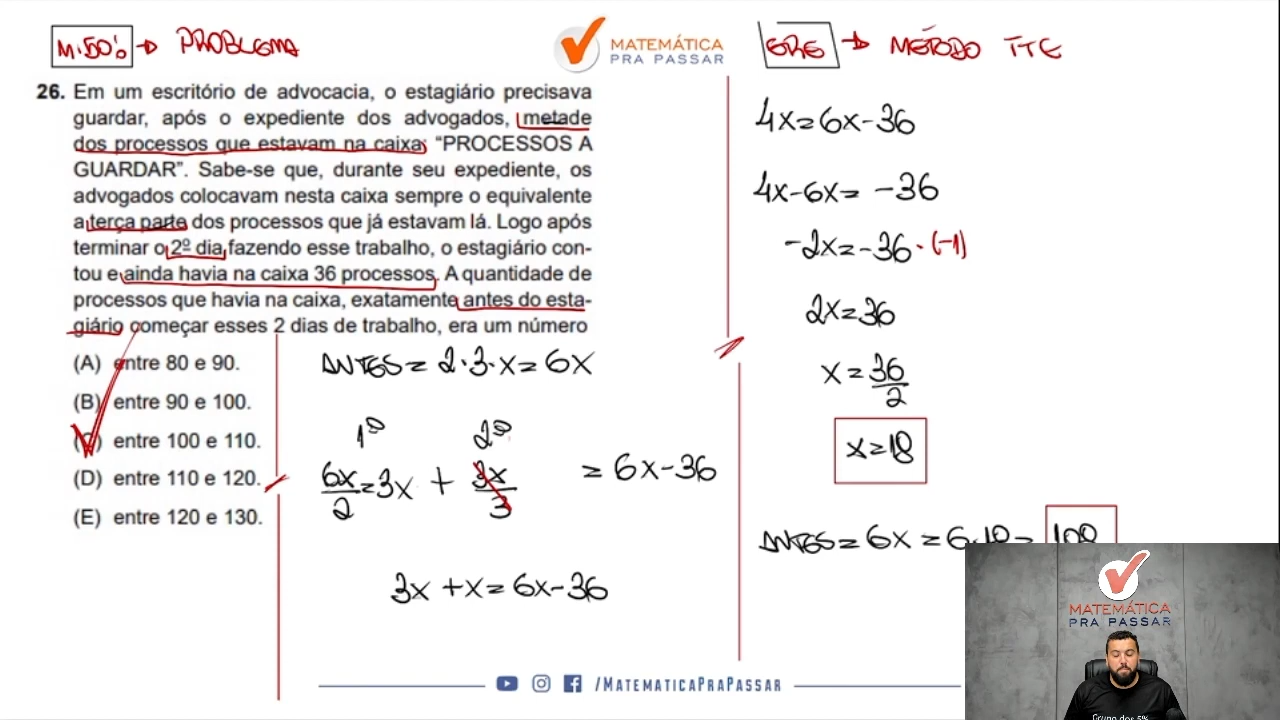 M.50% → PROBLEMA
MATEMÁTICA
PRA PASSAR
→ MÉTODO TTC
26. Em um escritório de advocacia, o estagiário precisava
guardar, após o expediente dos advogados, metade
dos processos que estavam na caixa; “PROCESSOS A
GUARDAR”. Sabe-se que, durante seu expediente, os
advogados colocavam nesta caixa sempre o equivalente
a terça parte dos processos que já estavam lá. Logo após
terminar o 2º dia fazendo esse trabalho, o estagiário con-
tou e ainda havia na caixa 36 processos. A quantidade de
processos que havia na caixa, exatamente antes do esta-
giário começar esses 2 dias de trabalho, era um número
(A) entre 80 e 90.
(B) entre 90 e 100.
(C) entre 100 e 110.
(D) entre 110 e 120.
(E) entre 120 e 130.
ANTES = 2·3·x = 6x
1º 2º
6x/2 = 3x + 3x/3 = 6x-36
3x + x = 6x-36
4x = 6x-36
4x-6x = -36
-2x = -36 · (-1)
2x = 36
x = 36/2
x = 18
ANTES = 6x = 6.18 = 108
/MatematicaPraPassar
MATEMÁTICA
PRA PASSAR
Grupo dos 5%